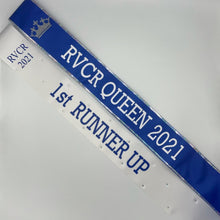 RVCR QUEEN 2021
RVCR
2021
1st RUNNER UP